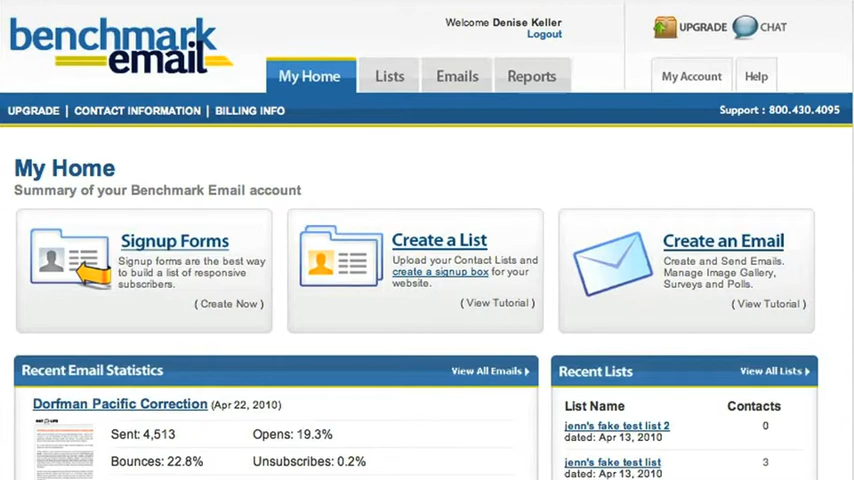 benchmark
email
Welcome Denise Keller
Logout
UPGRADE
CHAT
My Home
Lists
Emails
Reports
My Account
Help
UPGRADE | CONTACT INFORMATION | BILLING INFO
Support : 800.430.4095
My Home
Summary of your Benchmark Email account
Signup Forms
Signup forms are the best way
to build a list of responsive
subscribers.
( Create Now )
Create a List
Upload your Contact Lists and
create a signup box for your
website.
( View Tutorial )
Create an Email
Create and Send Emails.
Manage Image Gallery,
Surveys and Polls.
( View Tutorial )
Recent Email Statistics
View All Emails
Dorfman Pacific Correction (Apr 22, 2010)
Sent: 4,513
Opens: 19.3%
Bounces: 22.8%
Unsubscribes: 0.2%
Recent Lists
View All Lists
List Name
Contacts
jenn's fake test list 2
0
dated: Apr 13, 2010
jenn's fake test list
3
dated: Apr 13, 2010